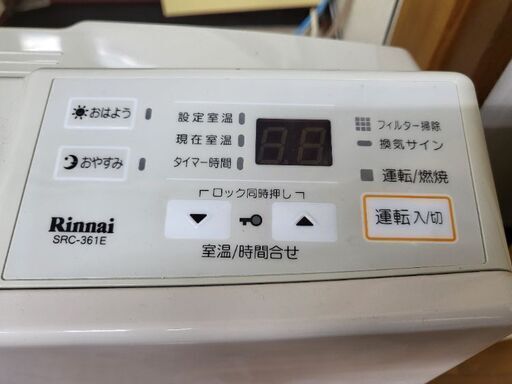 おはよう
おやすみ
設定室温
現在室温
タイマー時間
フィルター掃除
換気サイン
運転/燃焼
ロック同時押し
▼
▲
室温/時間合せ
運転入/切
Rinnai
SRC-361E